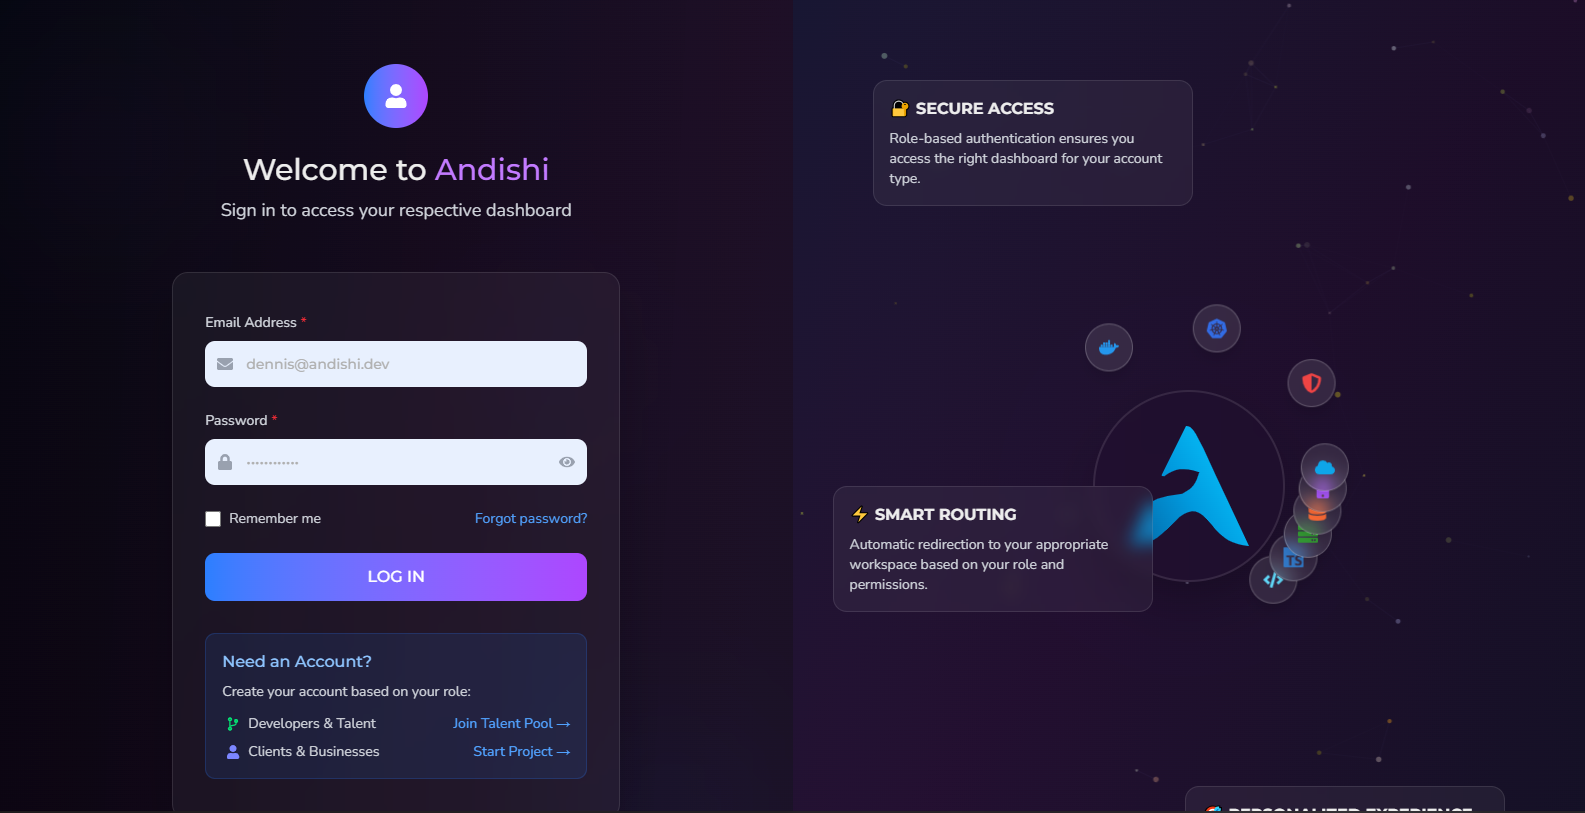 Welcome to Andishi
Sign in to access your respective dashboard
Email Address *
dennis@andishi.dev
Password *
············
Remember me
Forgot password?
LOG IN
Need an Account?
Create your account based on your role:
Developers & Talent
Join Talent Pool →
Clients & Businesses
Start Project →
SECURE ACCESS
Role-based authentication ensures you
access the right dashboard for your account
type.
TS
SMART ROUTING
Automatic redirection to your appropriate
workspace based on your role and
permissions.
PERSONALIZED EXPERIENCE